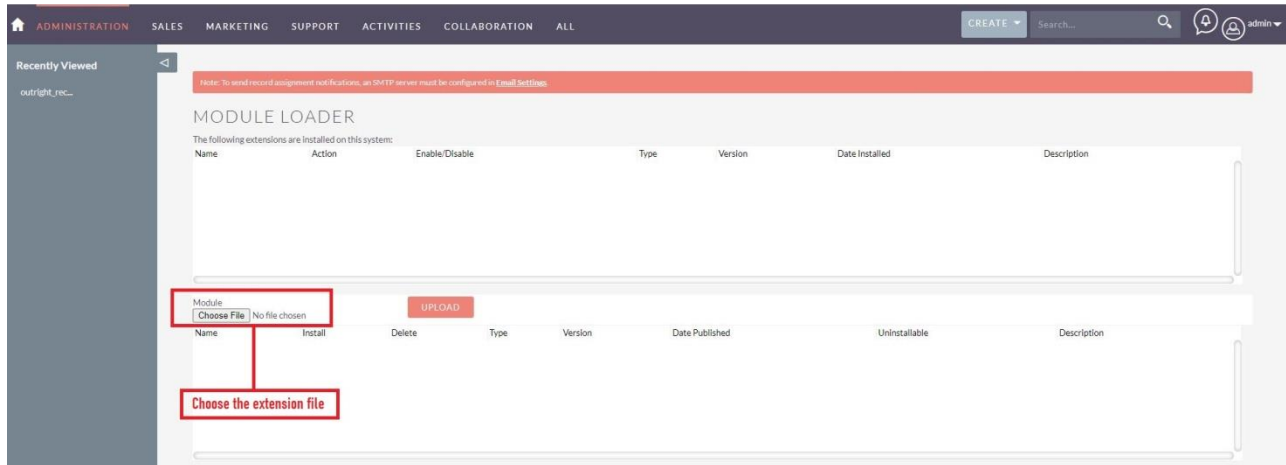 ADMINISTRATION SALES MARKETING SUPPORT ACTIVITIES COLLABORATION ALL CREATE Search... admin
Recently Viewed
outright_rec...
Note: To send record assignment notifications, an SMTP server must be configured in Email Settings.
MODULE LOADER
The following extensions are installed on this system:
Name Action Enable/Disable Type Version Date Installed Description
Module
Choose File No file chosen UPLOAD
Name Install Delete Type Version Date Published Uninstallable Description
Choose the extension file